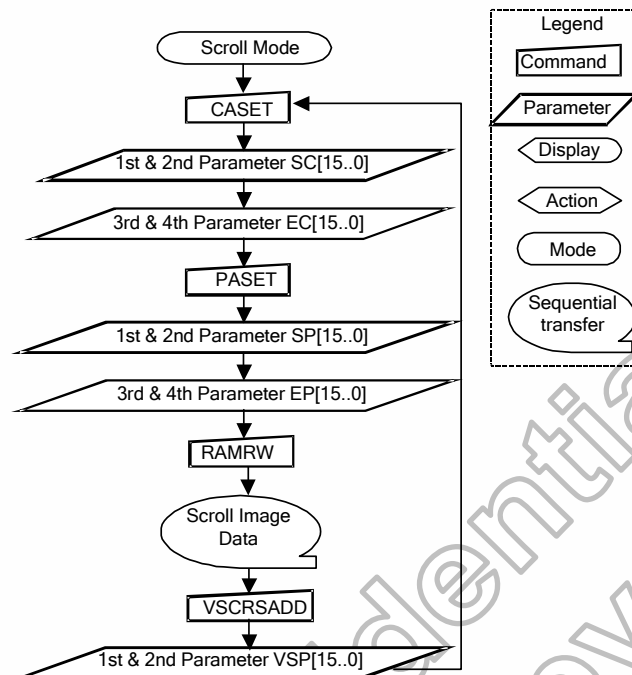 Scroll Mode
CASET
1st & 2nd Parameter SC[15..0]
3rd & 4th Parameter EC[15..0]
PASET
1st & 2nd Parameter SP[15..0]
3rd & 4th Parameter EP[15..0]
RAMRW
Scroll Image
Data
VSCRSADD
1st & 2nd Parameter VSP[15..0]
Legend
Command
Parameter
Display
Action
Mode
Sequential
transfer